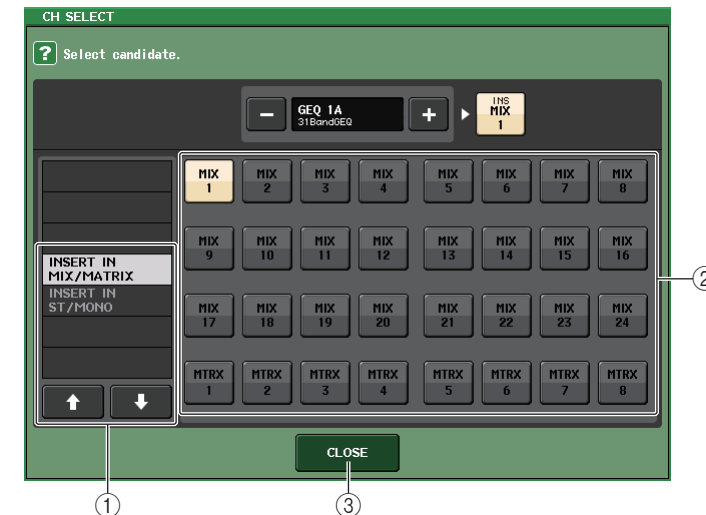 CH SELECT
? Select candidate.
− GEQ 1A + INS
31BandGEQ MIX
1
MIX 1 MIX 2 MIX 3 MIX 4 MIX 5 MIX 6 MIX 7 MIX 8
MIX 9 MIX 10 MIX 11 MIX 12 MIX 13 MIX 14 MIX 15 MIX 16
INSERT IN
MIX/MATRIX
INSERT IN
ST/MONO
MIX 17 MIX 18 MIX 19 MIX 20 MIX 21 MIX 22 MIX 23 MIX 24
MTRX 1 MTRX 2 MTRX 3 MTRX 4 MTRX 5 MTRX 6 MTRX 7 MTRX 8
②
CLOSE
① ③